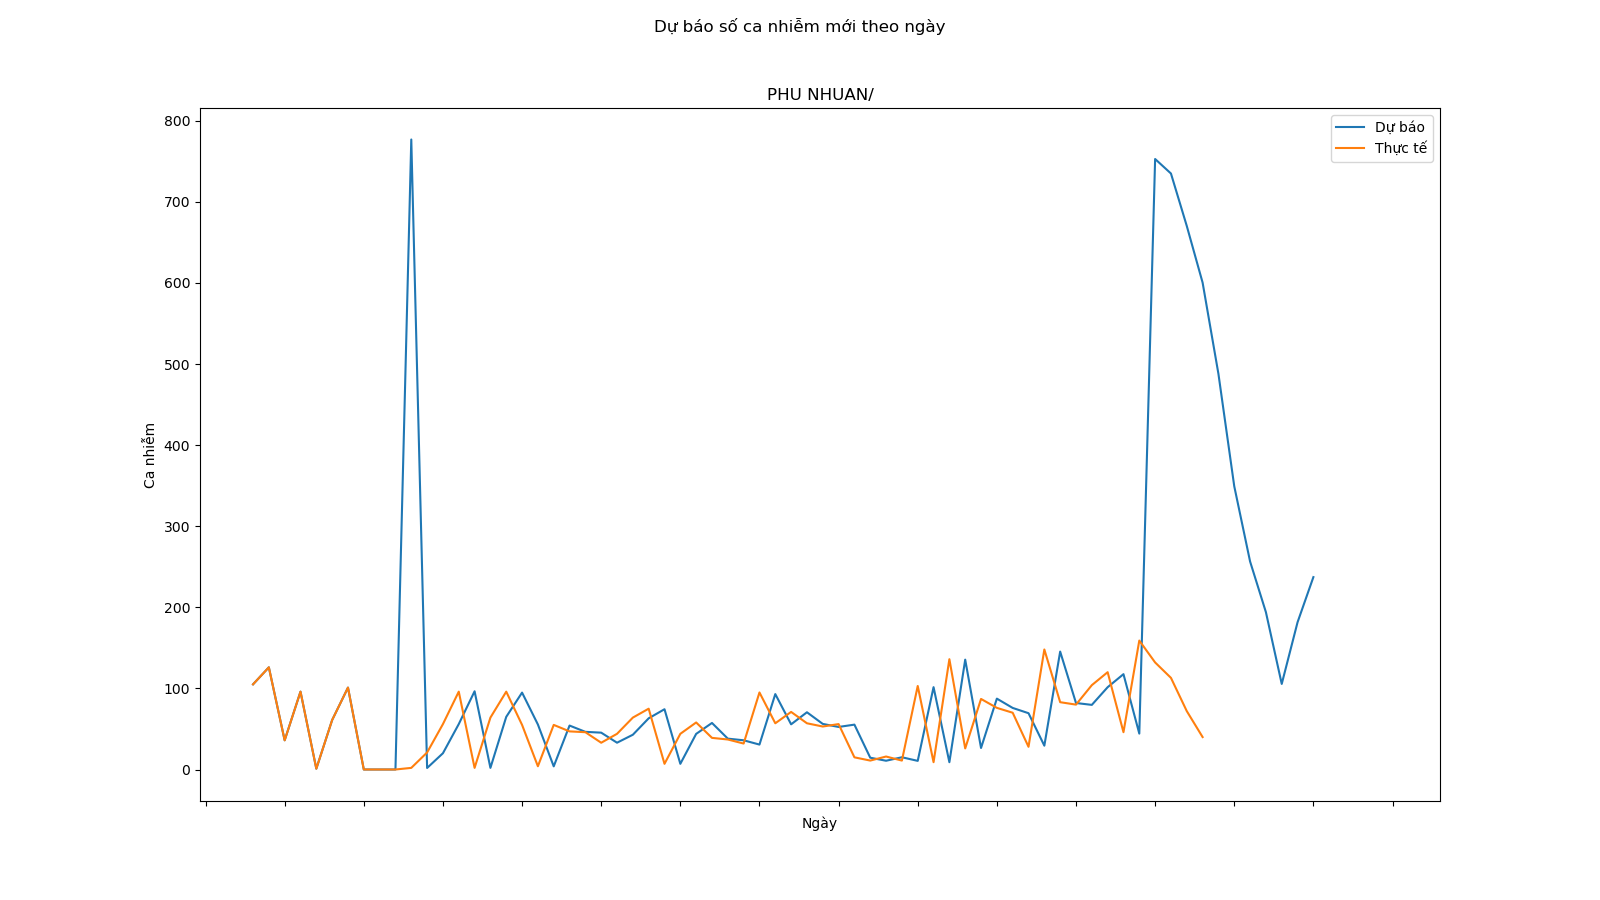 Dự báo số ca nhiễm mới theo ngày
PHU NHUAN/
Dự báo
Thực tế
800
700
600
500
400
300
200
100
0
Ca nhiễm
Ngày